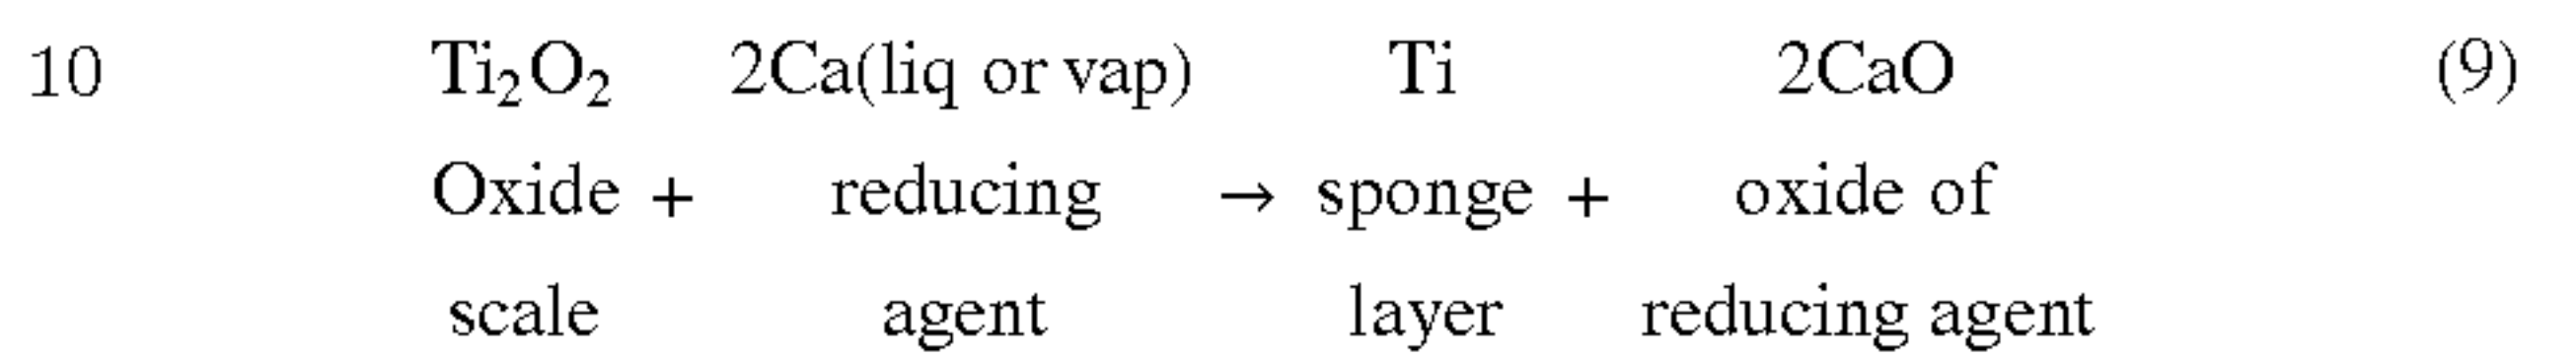 10 Ti₂O₂ 2Ca(liq or vap) Ti 2CaO (9)
Oxide + reducing → sponge + oxide of
scale agent layer reducing agent